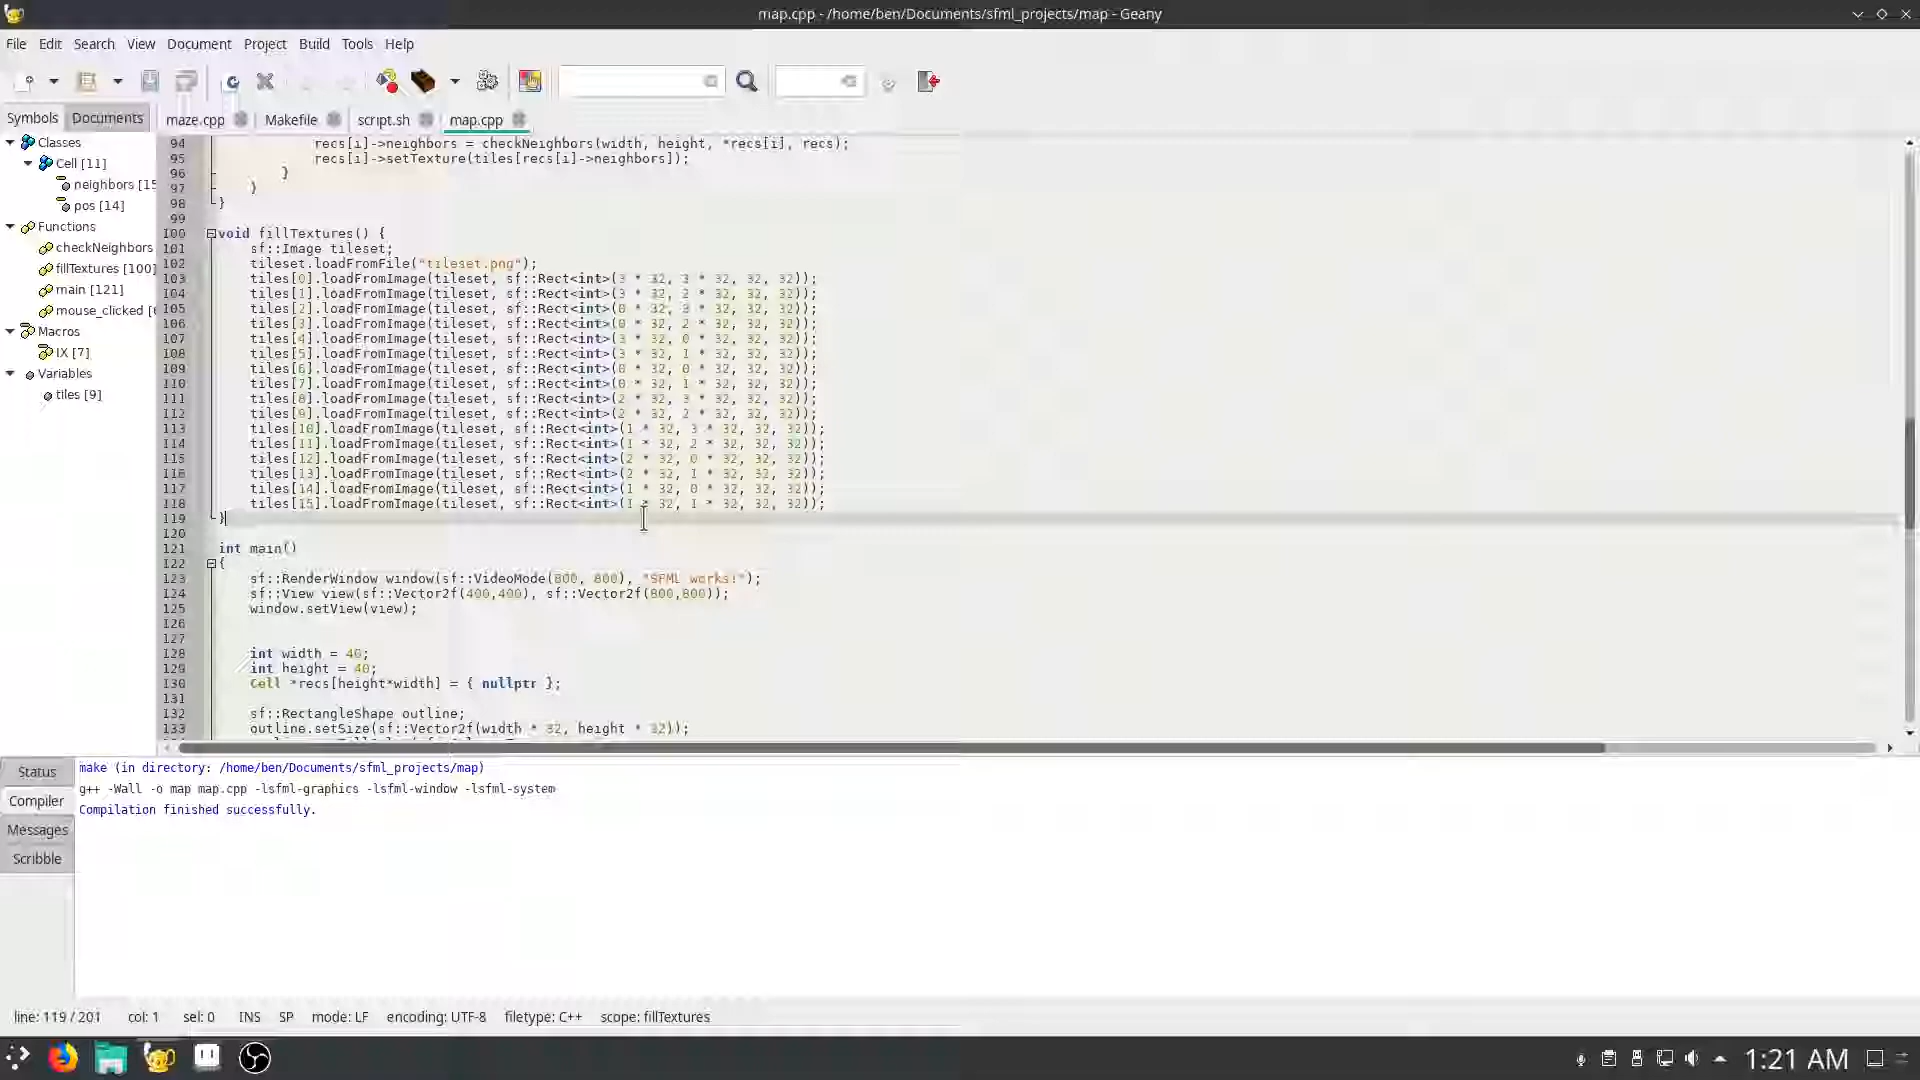 map.cpp - /home/ben/Documents/sfml_projects/map - Geany
File Edit Search View Document Project Build Tools Help
Symbols Documents maze.cpp Makefile script.sh map.cpp
Classes
Cell [11]
neighbors [15
pos [14]
Functions
checkNeighbors
fillTextures [100]
main [121]
mouse_clicked [6
Macros
IX [7]
Variables
tiles [9]
94 recs[i]->neighbors = checkNeighbors(width, height, *recs[i], recs);
95 recs[i]->setTexture(tiles[recs[i]->neighbors]);
96 }
97 }
98 }
99
100 void fillTextures() {
101 sf::Image tileset;
102 tileset.loadFromFile("tileset.png");
103 tiles[0].loadFromImage(tileset, sf::Rect<int>(3 * 32, 3 * 32, 32, 32));
104 tiles[1].loadFromImage(tileset, sf::Rect<int>(3 * 32, 2 * 32, 32, 32));
105 tiles[2].loadFromImage(tileset, sf::Rect<int>(0 * 32, 3 * 32, 32, 32));
106 tiles[3].loadFromImage(tileset, sf::Rect<int>(0 * 32, 2 * 32, 32, 32));
107 tiles[4].loadFromImage(tileset, sf::Rect<int>(3 * 32, 0 * 32, 32, 32));
108 tiles[5].loadFromImage(tileset, sf::Rect<int>(3 * 32, 1 * 32, 32, 32));
109 tiles[6].loadFromImage(tileset, sf::Rect<int>(0 * 32, 0 * 32, 32, 32));
110 tiles[7].loadFromImage(tileset, sf::Rect<int>(0 * 32, 1 * 32, 32, 32));
111 tiles[8].loadFromImage(tileset, sf::Rect<int>(2 * 32, 3 * 32, 32, 32));
112 tiles[9].loadFromImage(tileset, sf::Rect<int>(2 * 32, 2 * 32, 32, 32));
113 tiles[10].loadFromImage(tileset, sf::Rect<int>(1 * 32, 3 * 32, 32, 32));
114 tiles[11].loadFromImage(tileset, sf::Rect<int>(1 * 32, 2 * 32, 32, 32));
115 tiles[12].loadFromImage(tileset, sf::Rect<int>(2 * 32, 0 * 32, 32, 32));
116 tiles[13].loadFromImage(tileset, sf::Rect<int>(2 * 32, 1 * 32, 32, 32));
117 tiles[14].loadFromImage(tileset, sf::Rect<int>(1 * 32, 0 * 32, 32, 32));
118 tiles[15].loadFromImage(tileset, sf::Rect<int>(1 * 32, 1 * 32, 32, 32));
119 }
120
121 int main()
122 {
123 sf::RenderWindow window(sf::VideoMode(800, 800), "SFML works!");
124 sf::View view(sf::Vector2f(400,400), sf::Vector2f(800,800));
125 window.setView(view);
126
127
128 int width = 40;
129 int height = 40;
130 Cell *recs[height*width] = { nullptr };
131
132 sf::RectangleShape outline;
133 outline.setSize(sf::Vector2f(width * 32, height * 32));
Status
Compiler
Messages
Scribble
make (in directory: /home/ben/Documents/sfml_projects/map)
g++ -Wall -o map map.cpp -lsfml-graphics -lsfml-window -lsfml-system
Compilation finished successfully.
line: 119 / 201 col: 1 sel: 0 INS SP mode: LF encoding: UTF-8 filetype: C++ scope: fillTextures
1:21 AM